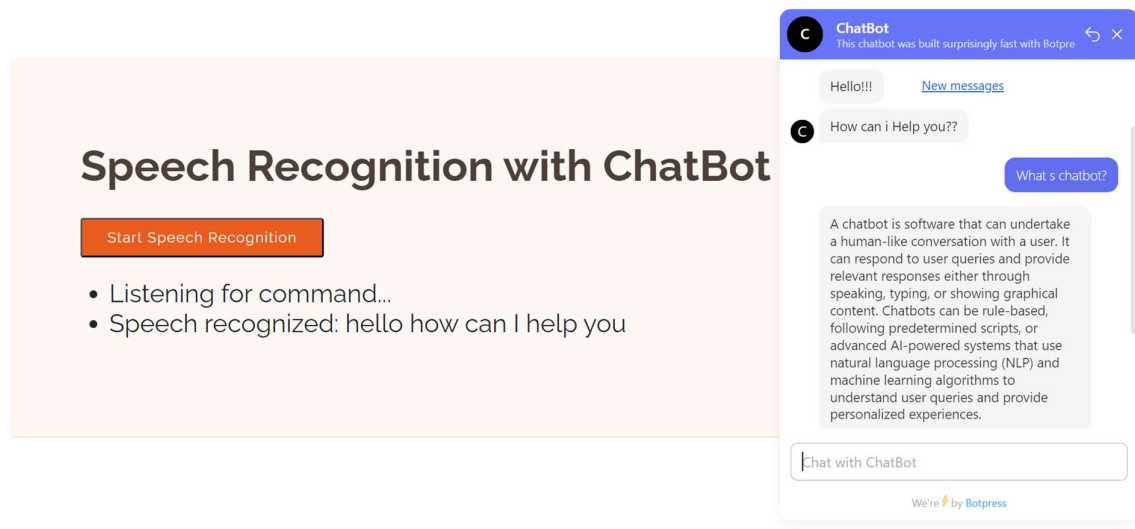 Speech Recognition with ChatBot
Start Speech Recognition
Listening for command...
Speech recognized: hello how can I help you
C
ChatBot
This chatbot was built surprisingly fast with Botpre
Hello!!!
New messages
C
How can i Help you??
What s chatbot?
A chatbot is software that can undertake
a human-like conversation with a user. It
can respond to user queries and provide
relevant responses either through
speaking, typing, or showing graphical
content. Chatbots can be rule-based,
following predetermined scripts, or
advanced AI-powered systems that use
natural language processing (NLP) and
machine learning algorithms to
understand user queries and provide
personalized experiences.
Chat with ChatBot
We're⚡by Botpress